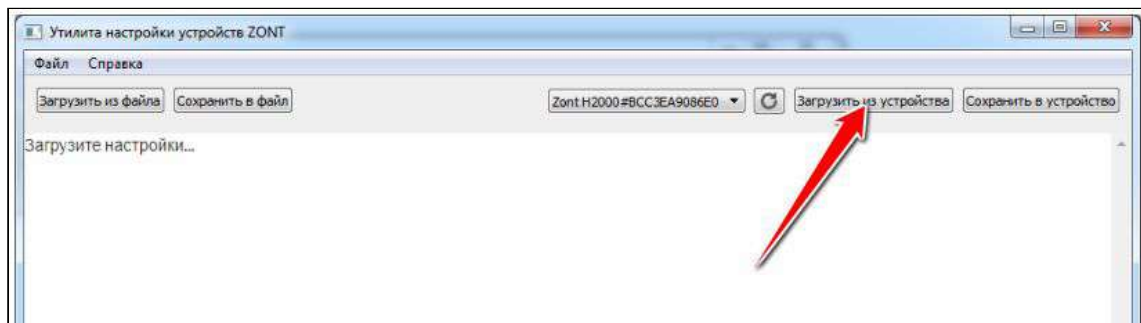 Утилита настройки устройств ZONT
Файл Справка
Загрузить из файла Сохранить в файл Zont H2000 #BCC3EA9086E0 Загрузить из устройства Сохранить в устройство
Загрузите настройки...